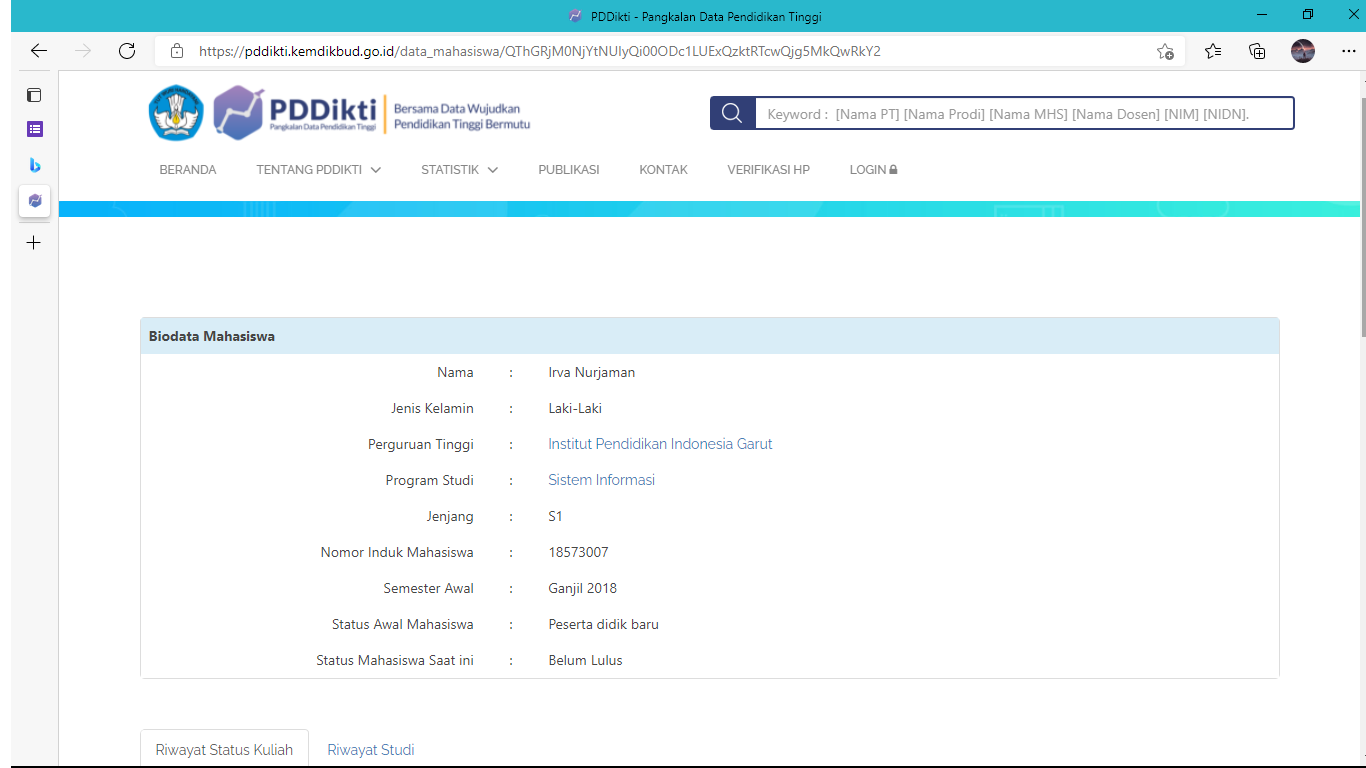 PDDikti - Pangkalan Data Pendidikan Tinggi
https://pddikti.kemdikbud.go.id/data_mahasiswa/QThGRjM0NjYtNUIyQi00ODc1LUExQzktRTcwQjg5MkQwRkY2
PDDikti
Pangkalan Data Pendidikan Tinggi
Bersama Data Wujudkan
Pendidikan Tinggi Bermutu
Keyword : [Nama PT] [Nama Prodi] [Nama MHS] [Nama Dosen] [NIM] [NIDN].
BERANDA TENTANG PDDIKTI STATISTIK PUBLIKASI KONTAK VERIFIKASI HP LOGIN
Biodata Mahasiswa
Nama : Irva Nurjaman
Jenis Kelamin : Laki-Laki
Perguruan Tinggi : Institut Pendidikan Indonesia Garut
Program Studi : Sistem Informasi
Jenjang : S1
Nomor Induk Mahasiswa : 18573007
Semester Awal : Ganjil 2018
Status Awal Mahasiswa : Peserta didik baru
Status Mahasiswa Saat ini : Belum Lulus
Riwayat Status Kuliah Riwayat Studi